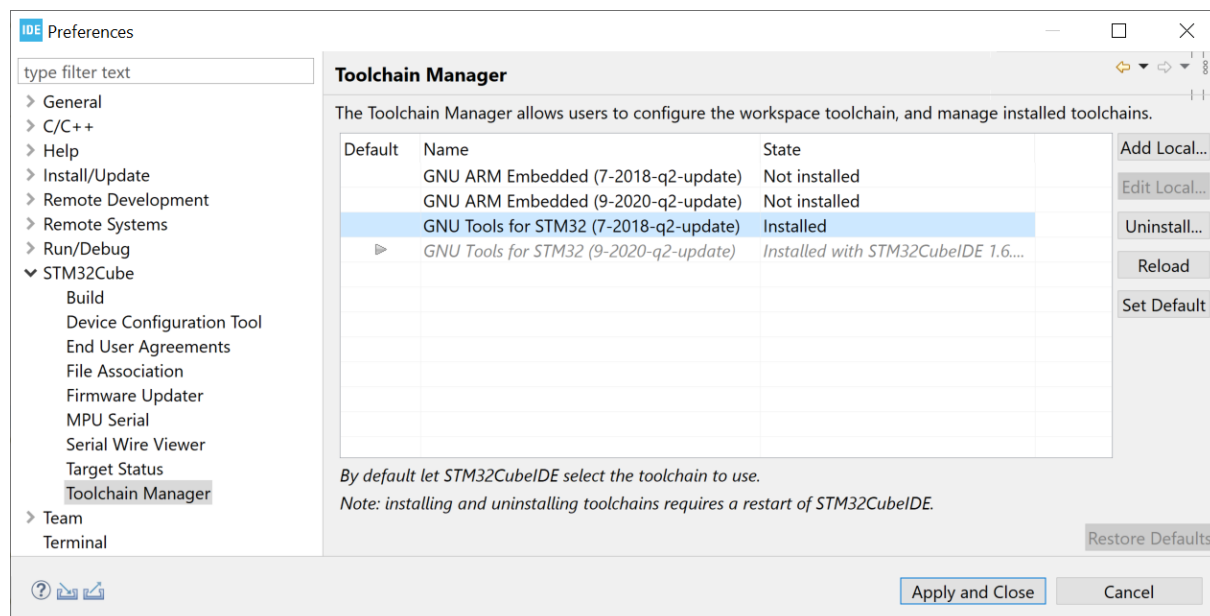 IDE Preferences
type filter text
General
C/C++
Help
Install/Update
Remote Development
Remote Systems
Run/Debug
STM32Cube
Build
Device Configuration Tool
End User Agreements
File Association
Firmware Updater
MPU Serial
Serial Wire Viewer
Target Status
Toolchain Manager
Team
Terminal
Toolchain Manager
The Toolchain Manager allows users to configure the workspace toolchain, and manage installed toolchains.
Default Name State
GNU ARM Embedded (7-2018-q2-update) Not installed
GNU ARM Embedded (9-2020-q2-update) Not installed
GNU Tools for STM32 (7-2018-q2-update) Installed
GNU Tools for STM32 (9-2020-q2-update) Installed with STM32CubeIDE 1.6....
Add Local...
Edit Local...
Uninstall...
Reload
Set Default
By default let STM32CubeIDE select the toolchain to use.
Note: installing and uninstalling toolchains requires a restart of STM32CubeIDE.
Restore Defaults
Apply and Close
Cancel